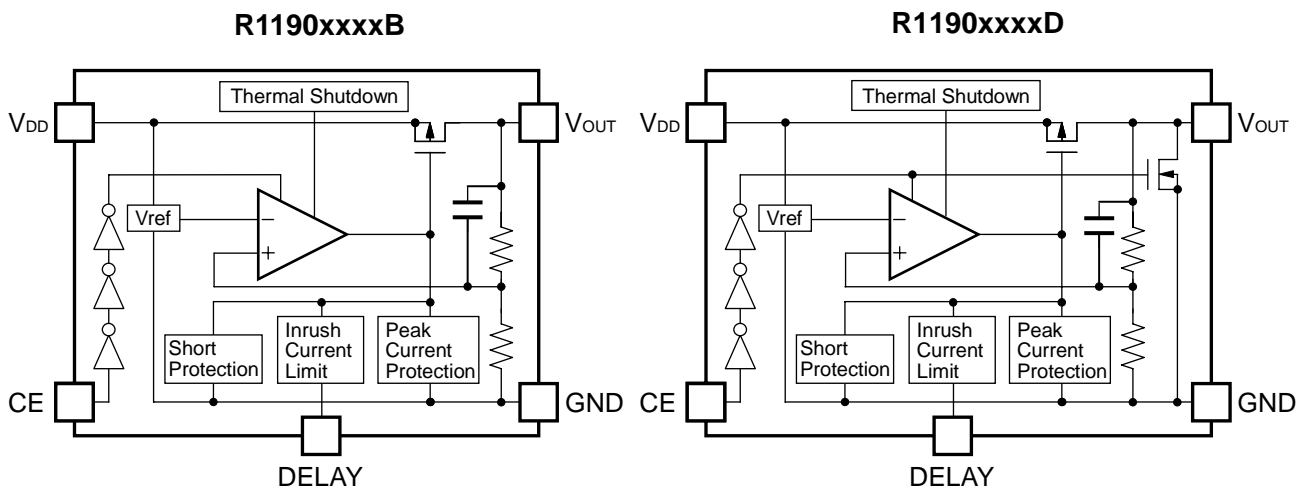 R1190xxxxB
Thermal Shutdown
VDD
VOUT
Vref
−
+
Short
Protection
Inrush
Current
Limit
Peak
Current
Protection
CE
GND
DELAY
R1190xxxxD
Thermal Shutdown
VDD
VOUT
Vref
−
+
Short
Protection
Inrush
Current
Limit
Peak
Current
Protection
CE
GND
DELAY